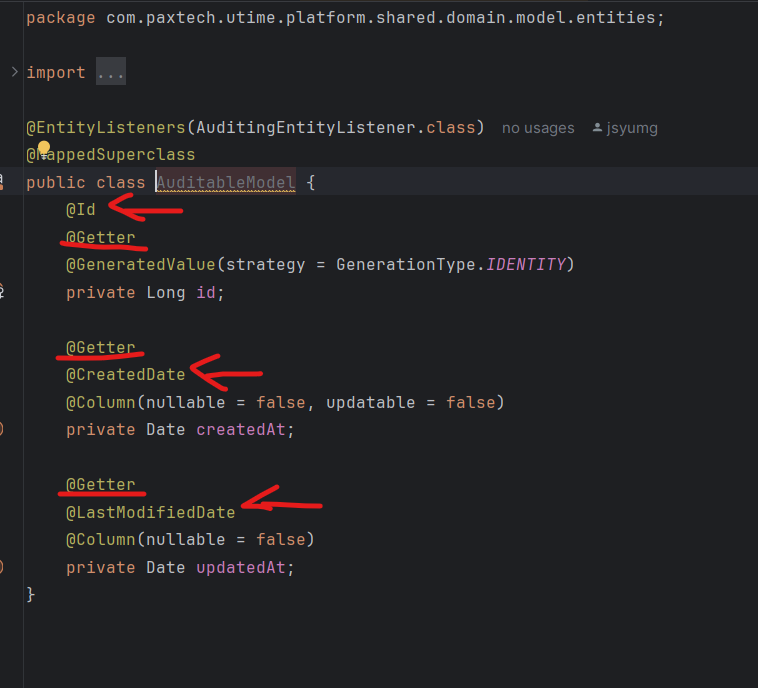 package com.paxtech.utime.platform.shared.domain.model.entities;
import ...
@EntityListeners(AuditingEntityListener.class) no usages jsyumg
@MappedSuperclass
public class AuditableModel {
@Id
@Getter
@GeneratedValue(strategy = GenerationType.IDENTITY)
private Long id;
@Getter
@CreatedDate
@Column(nullable = false, updatable = false)
private Date createdAt;
@Getter
@LastModifiedDate
@Column(nullable = false)
private Date updatedAt;
}